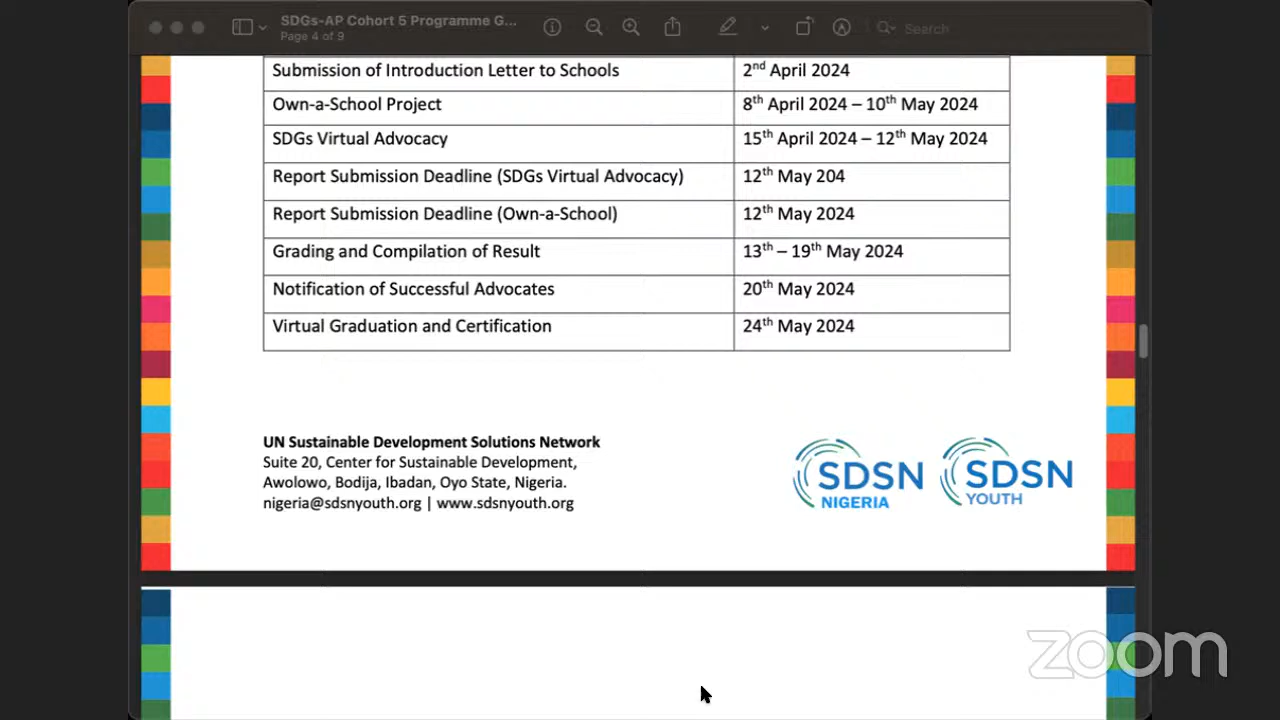 SDGs-AP Cohort 5 Programme G...
Page 4 of 9
Search
Submission of Introduction Letter to Schools 2nd April 2024
Own-a-School Project 8th April 2024 – 10th May 2024
SDGs Virtual Advocacy 15th April 2024 – 12th May 2024
Report Submission Deadline (SDGs Virtual Advocacy) 12th May 204
Report Submission Deadline (Own-a-School) 12th May 2024
Grading and Compilation of Result 13th – 19th May 2024
Notification of Successful Advocates 20th May 2024
Virtual Graduation and Certification 24th May 2024
UN Sustainable Development Solutions Network
Suite 20, Center for Sustainable Development,
Awolowo, Bodija, Ibadan, Oyo State, Nigeria.
nigeria@sdsnyouth.org | www.sdsnyouth.org
SDSN
NIGERIA
SDSN
YOUTH
zoom